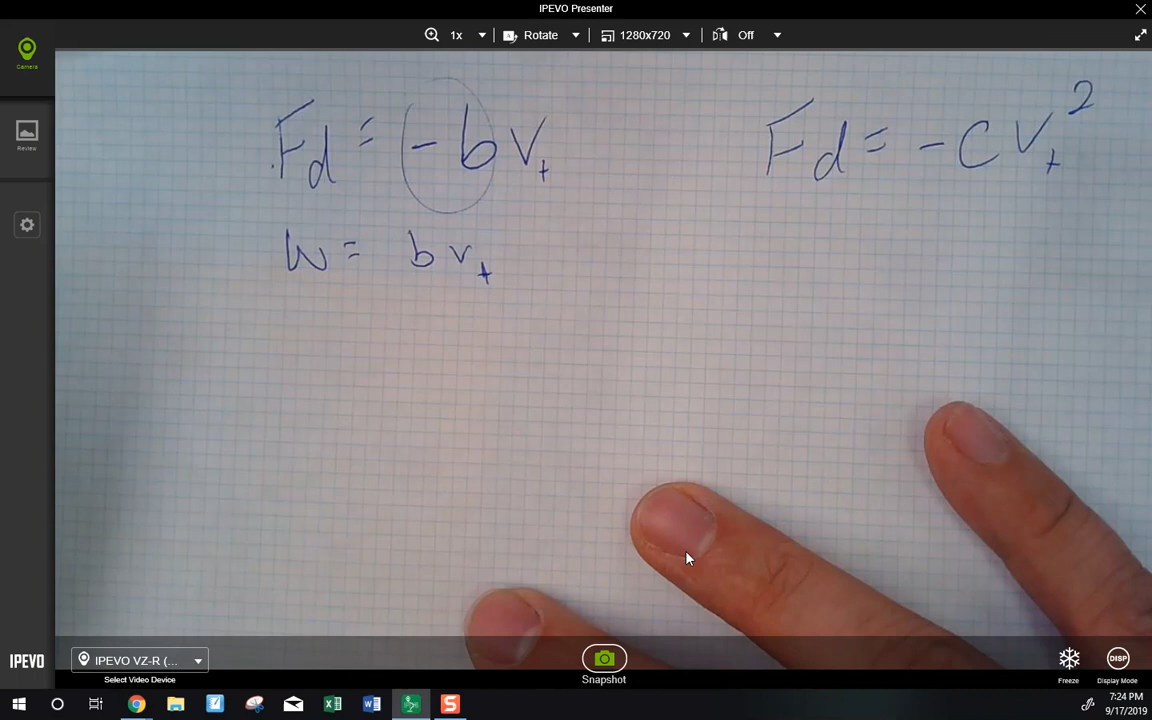 IPEVO Presenter
1x Rotate 1280x720 Off
Camera
Review
Fd = -bvt
Fd = -Cvt²
W = bvt
IPEVO
IPEVO VZ-R (...
Select Video Device
Snapshot
Freeze
DISP
Display Mode
7:24 PM
9/17/2019